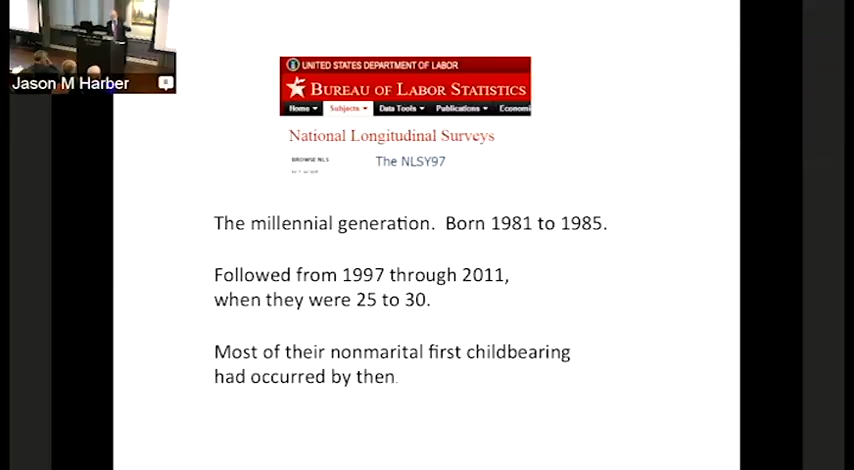 Jason M Harber
UNITED STATES DEPARTMENT OF LABOR
BUREAU OF LABOR STATISTICS
Home Subjects Data Tools Publications Economi
National Longitudinal Surveys
BROWSE NLS
The NLSY97
The millennial generation. Born 1981 to 1985.
Followed from 1997 through 2011,
when they were 25 to 30.
Most of their nonmarital first childbearing
had occurred by then.